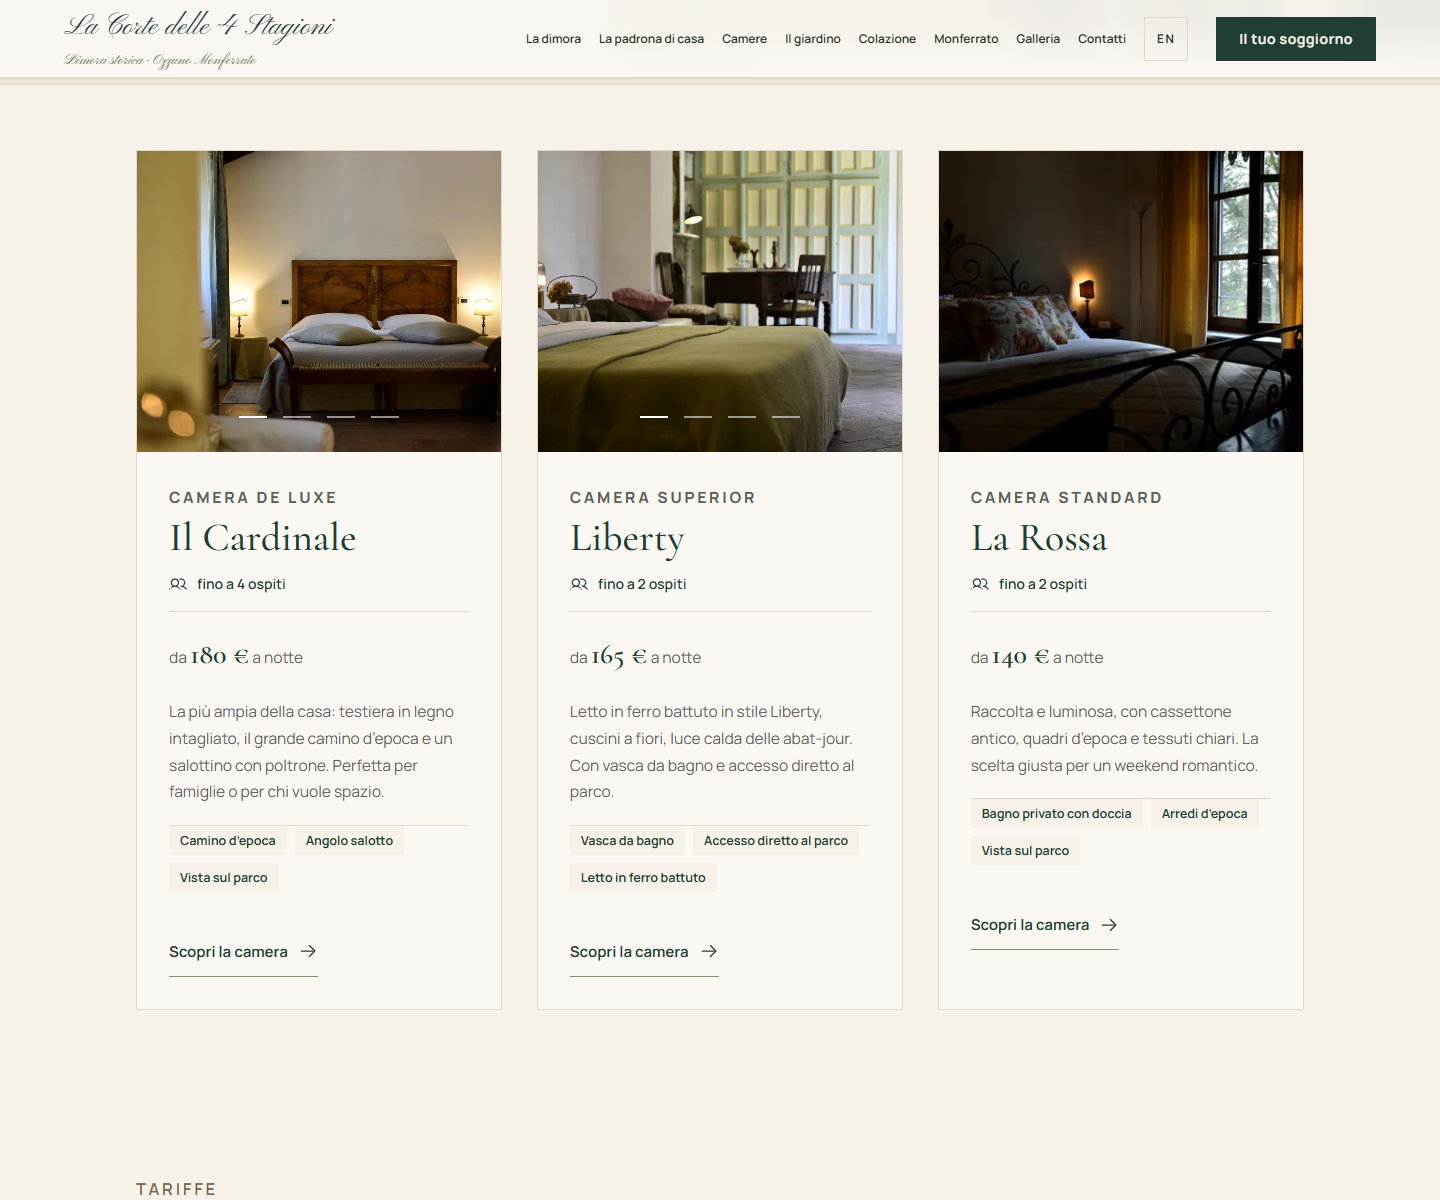 La Corte delle 4 Stagioni
Dimora storica - Ozzano Monferrato
La dimora
La padrona di casa
Camere
Il giardino
Colazione
Monferrato
Galleria
Contatti
EN
Il tuo soggiorno
CAMERA DE LUXE
Il Cardinale
fino a 4 ospiti
da 180 € a notte
La più ampia della casa: testiera in legno
intagliato, il grande camino d'epoca e un
salottino con poltrone. Perfetta per
famiglie o per chi vuole spazio.
Camino d'epoca
Angolo salotto
Vista sul parco
Scopri la camera
CAMERA SUPERIOR
Liberty
fino a 2 ospiti
da 165 € a notte
Letto in ferro battuto in stile Liberty,
cuscini a fiori, luce calda delle abat-jour.
Con vasca da bagno e accesso diretto al
parco.
Vasca da bagno
Accesso diretto al parco
Letto in ferro battuto
Scopri la camera
CAMERA STANDARD
La Rossa
fino a 2 ospiti
da 140 € a notte
Raccolta e luminosa, con cassettone
antico, quadri d'epoca e tessuti chiari. La
scelta giusta per un weekend romantico.
Bagno privato con doccia
Arredi d'epoca
Vista sul parco
Scopri la camera
TARIFFE